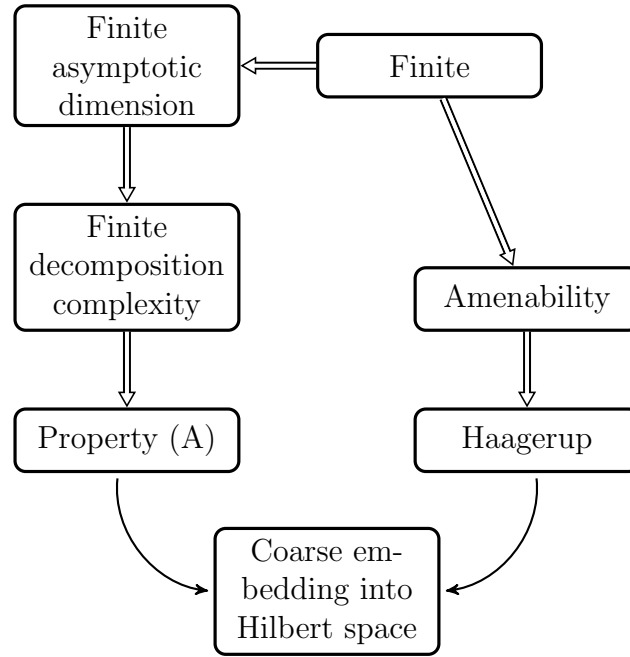 Finite
asymptotic
dimension
Finite
Finite
decomposition
complexity
Amenability
Property (A)
Haagerup
Coarse em-
bedding into
Hilbert space